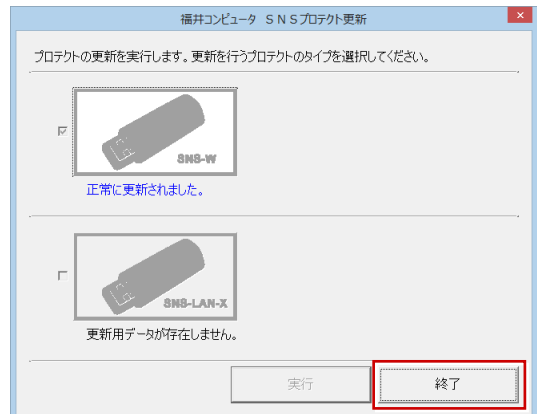 福井コンピュータ SNSプロテクト更新
プロテクトの更新を実行します。更新を行うプロテクトのタイプを選択してください。
SNS-W
正常に更新されました。
SNS-LAN-X
更新用データが存在しません。
実行
終了